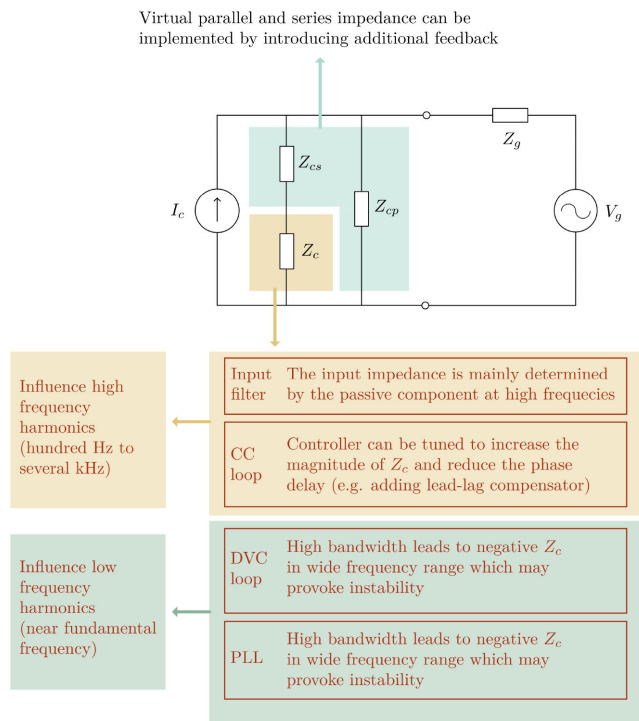 Virtual parallel and series impedance can be
implemented by introducing additional feedback
Z_g
Z_cs
I_c
Z_cp
V_g
Z_c
Influence high
frequency
harmonics
(hundred Hz to
several kHz)
Input
filter
The input impedance is mainly determined
by the passive component at high frequecies
CC
loop
Controller can be tuned to increase the
magnitude of Z_c and reduce the phase
delay (e.g. adding lead-lag compensator)
Influence low
frequency
harmonics
(near fundamental
frequency)
DVC
loop
High bandwidth leads to negative Z_c
in wide frequency range which may
provoke instability
PLL
High bandwidth leads to negative Z_c
in wide frequency range which may
provoke instability